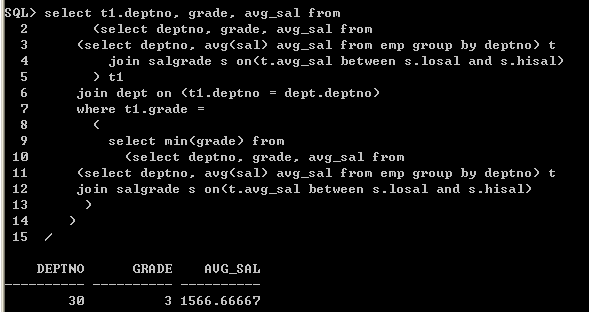 SQL> select t1.deptno, grade, avg_sal from
2 (select deptno, grade, avg_sal from
3 (select deptno, avg(sal) avg_sal from emp group by deptno) t
4 join salgrade s on(t.avg_sal between s.losal and s.hisal)
5 ) t1
6 join dept on (t1.deptno = dept.deptno)
7 where t1.grade =
8 (
9 select min(grade) from
10 (select deptno, grade, avg_sal from
11 (select deptno, avg(sal) avg_sal from emp group by deptno) t
12 join salgrade s on(t.avg_sal between s.losal and s.hisal)
13 )
14 )
15 /
DEPTNO GRADE AVG_SAL
---------- ---------- ----------
30 3 1566.66667